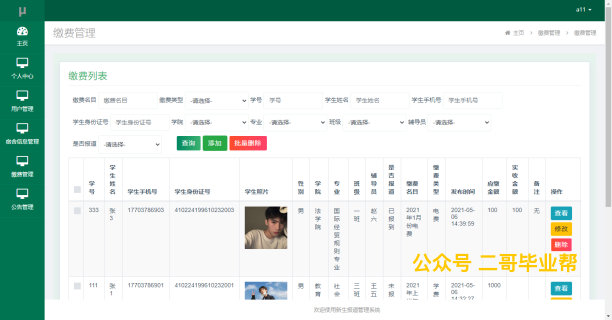 μ
a11
主页
个人中心
用户管理
宿舍信息管理
缴费管理
公告管理
缴费管理
主页 > 缴费管理 > 缴费管理
缴费列表
缴费名目 缴费名目 缴费类型 -请选择- 学号 学号 学生姓名 学生姓名 学生手机号 学生手机号
学生身份证号 学生身份证号 学院 -请选择- 专业 -请选择- 班级 -请选择- 辅导员 -请选择-
是否报道 -请选择- 查询 添加 批量删除
学号 学生姓名 学生手机号 学生身份证号 学生照片 性别 学院 专业 班级 辅导员 是否报道 缴费名目 缴费类型 发布时间 应缴金额 实收金额 备注 操作
333 张3 17703786903 410224199610232003 男 法学院 国际经贸规则专业 一班 赵六 已报到 2021年1月份电费 电费 2021-05-06 14:39:59 100 100 无 查看 修改 删除
111 张1 17703786901 410224199610232001 男 教育 社会 三班 王五 未报 2021年上 学费 2021-05-06 14:32:27 1000 查看
公众号 二哥毕业帮
欢迎使用新生报道管理系统